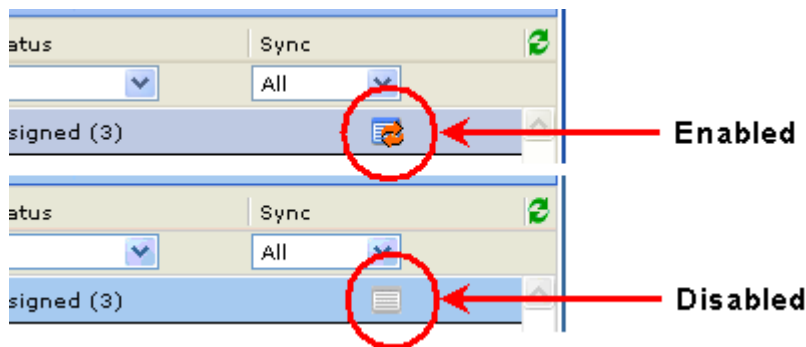 atus Sync
All
signed (3)
Enabled
atus Sync
All
signed (3)
Disabled